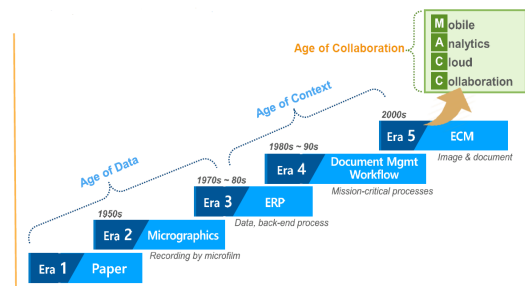 Mobile
Analytics
Cloud
Collaboration
Age of Collaboration
Age of Context
Age of Data
2000s
Era 5 ECM
Image & document
1980s ~ 90s
Era 4 Document Mgmt
Workflow
Mission-critical processes
1970s ~ 80s
Era 3 ERP
Data, back-end process
1950s
Era 2 Micrographics
Recording by microfilm
Era 1 Paper